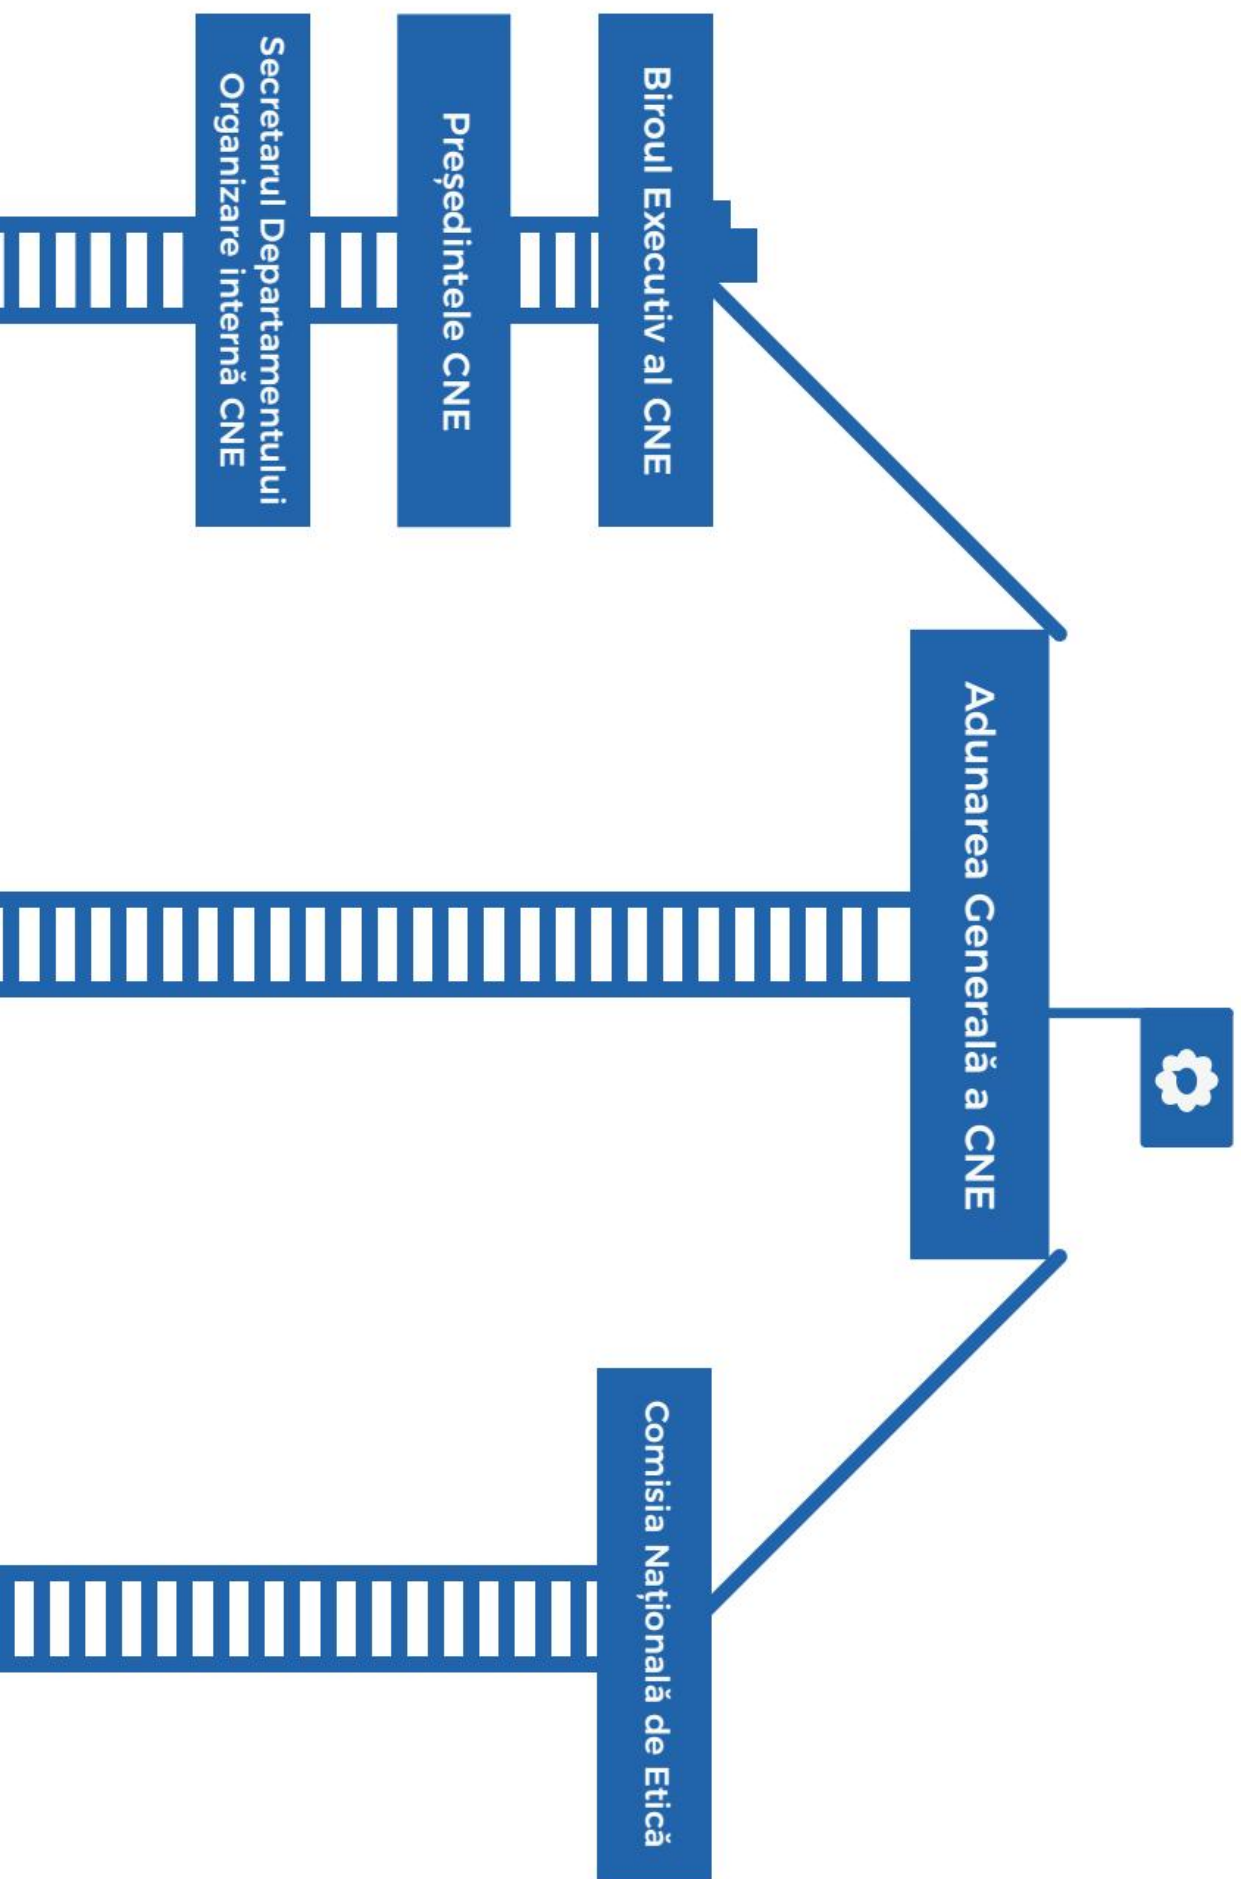 Adunarea Generală a CNE
Biroul Executiv al CNE
Președintele CNE
Secretarul Departamentului
Organizare internă CNE
Comisia Națională de Etică